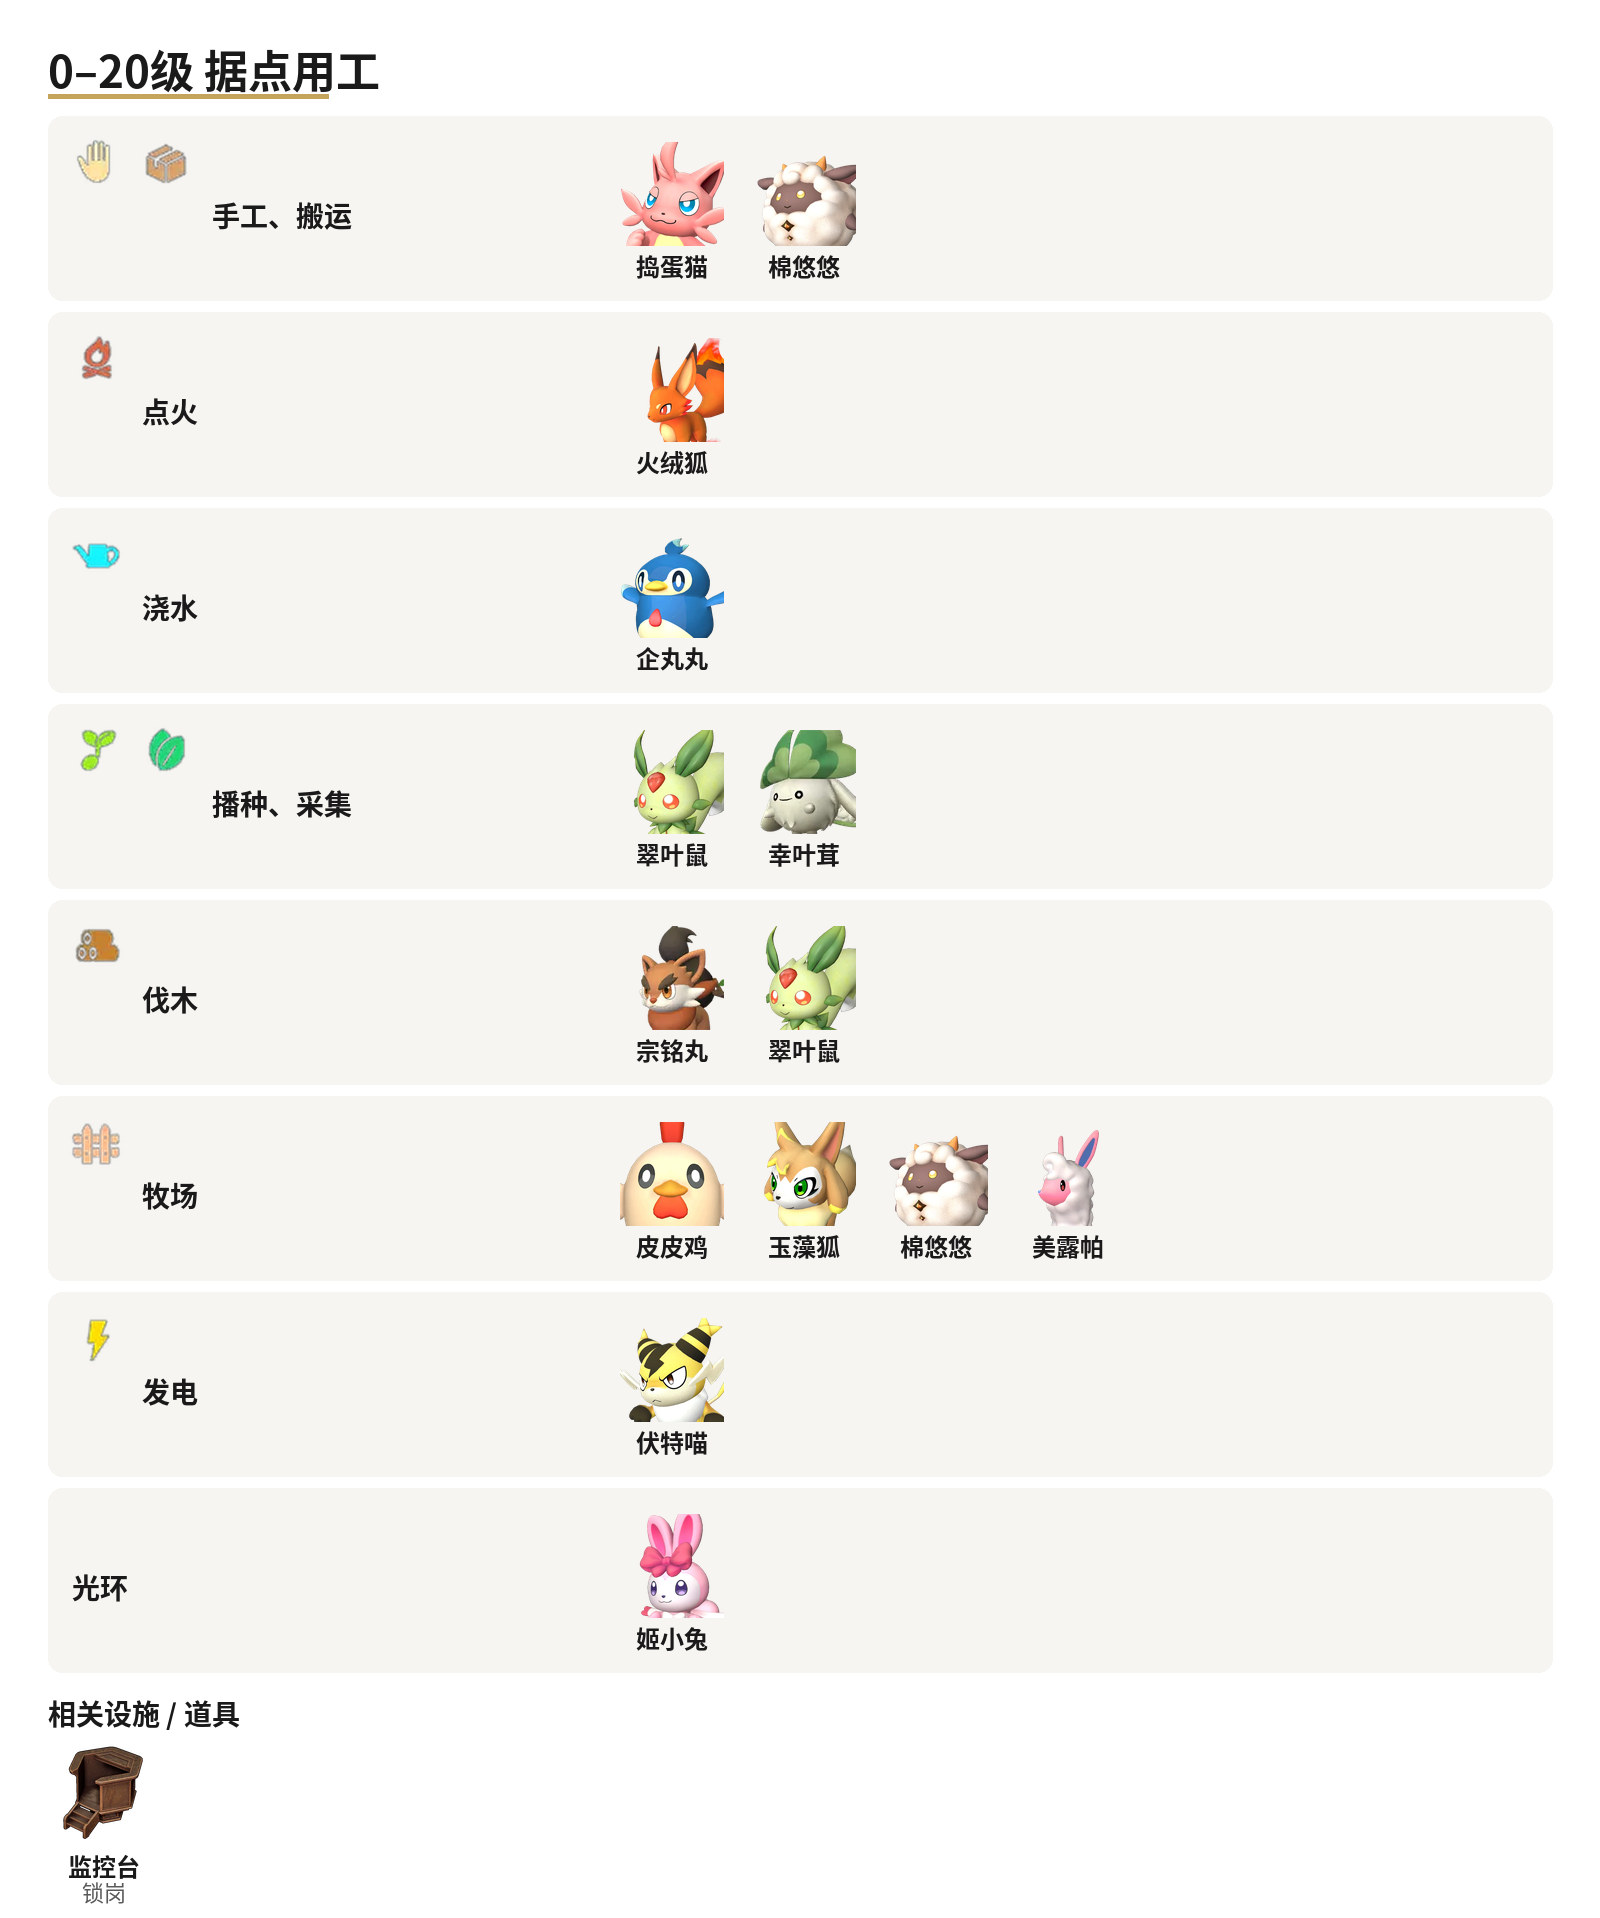 0–20级 据点用工
手工、搬运
捣蛋猫
棉悠悠
点火
火绒狐
浇水
企丸丸
播种、采集
翠叶鼠
幸叶茸
伐木
宗铭丸
翠叶鼠
牧场
皮皮鸡
玉藻狐
棉悠悠
美露帕
发电
伏特喵
光环
姬小兔
相关设施 / 道具
监控台
锁岗